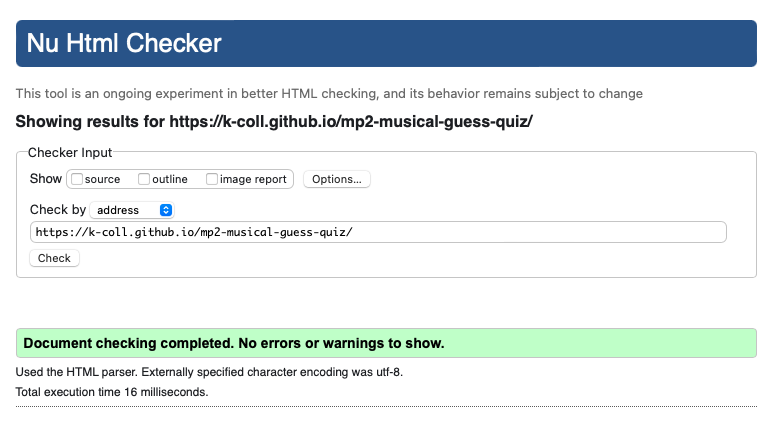 Nu Html Checker
This tool is an ongoing experiment in better HTML checking, and its behavior remains subject to change
Showing results for https://k-coll.github.io/mp2-musical-guess-quiz/
Checker Input
Show source outline image report Options...
Check by address
https://k-coll.github.io/mp2-musical-guess-quiz/
Check
Document checking completed. No errors or warnings to show.
Used the HTML parser. Externally specified character encoding was utf-8.
Total execution time 16 milliseconds.